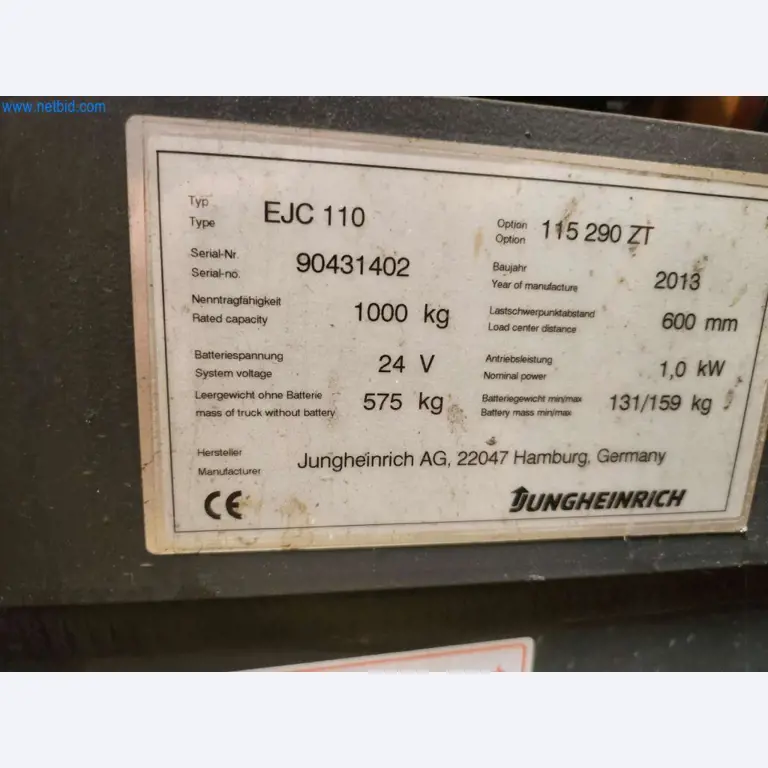 www.netbid.com
Typ
Type
EJC 110
Option
Option
115 290 ZT
Serial-Nr.
Serial-no.
90431402
Baujahr
Year of manufacture
2013
Nenntragfähigkeit
Rated capacity
1000 kg
Lastschwerpunktabstand
Load center distance
600 mm
Batteriespannung
System voltage
24 V
Antriebsleistung
Nominal power
1,0 kW
Leergewicht ohne Batterie
mass of truck without battery
575 kg
Batteriegewicht min/max
Battery mass min/max
131/159 kg
Hersteller
Manufacturer
Jungheinrich AG, 22047 Hamburg, Germany
CE
JUNGHEINRICH